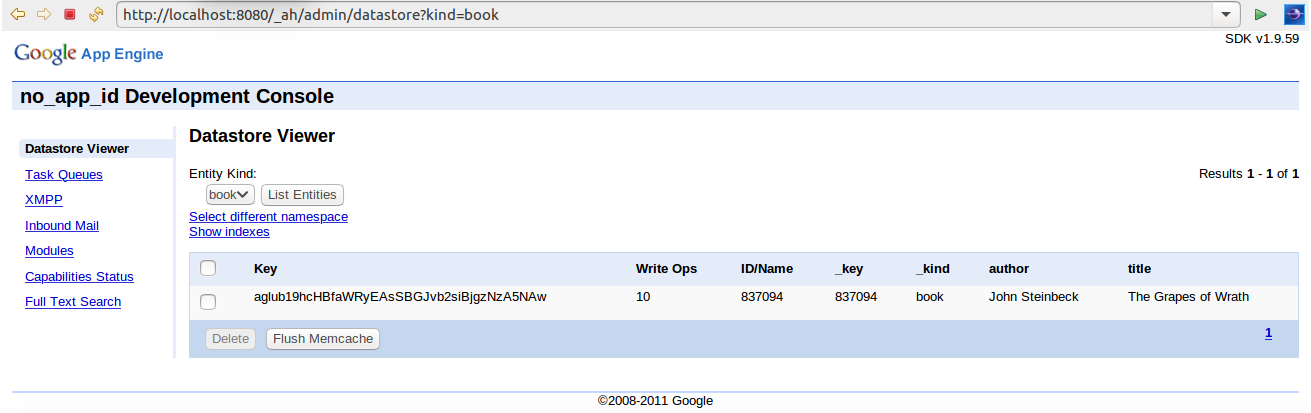 http://localhost:8080/_ah/admin/datastore?kind=book
SDK v1.9.59
Google App Engine
no_app_id Development Console
Datastore Viewer
Task Queues
XMPP
Inbound Mail
Modules
Capabilities Status
Full Text Search
Datastore Viewer
Entity Kind:
Results 1 - 1 of 1
book List Entities
Select different namespace
Show indexes
Key Write Ops ID/Name _key _kind author title
aglub19hcHBfaWRyEAsSBGJvb2siBjgzNzA5NAw 10 837094 837094 book John Steinbeck The Grapes of Wrath
Delete Flush Memcache 1
©2008-2011 Google